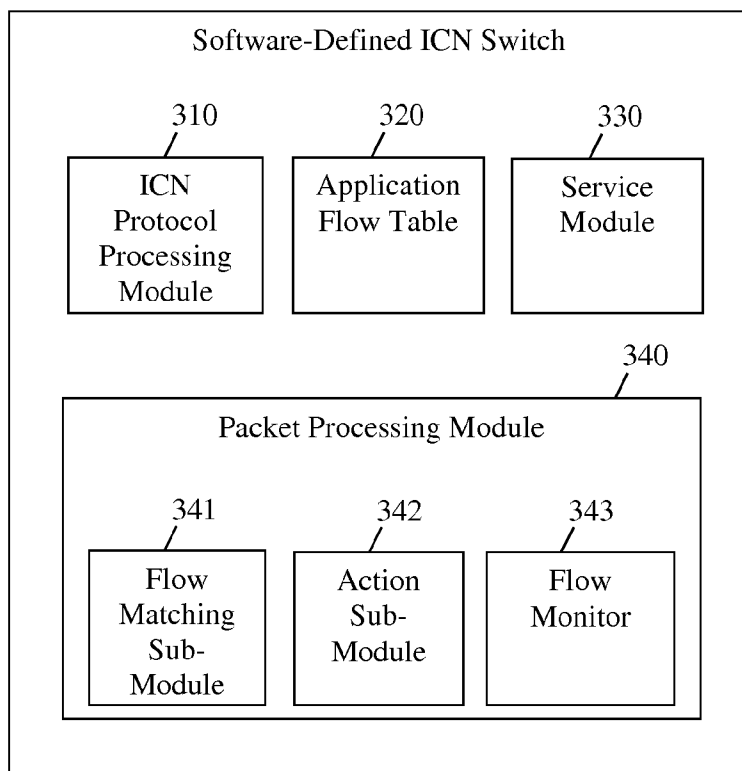 Software-Defined ICN Switch
310
320
330
ICN
Protocol
Processing
Module
Application
Flow Table
Service
Module
340
Packet Processing Module
341
342
343
Flow
Matching
Sub-
Module
Action
Sub-
Module
Flow
Monitor